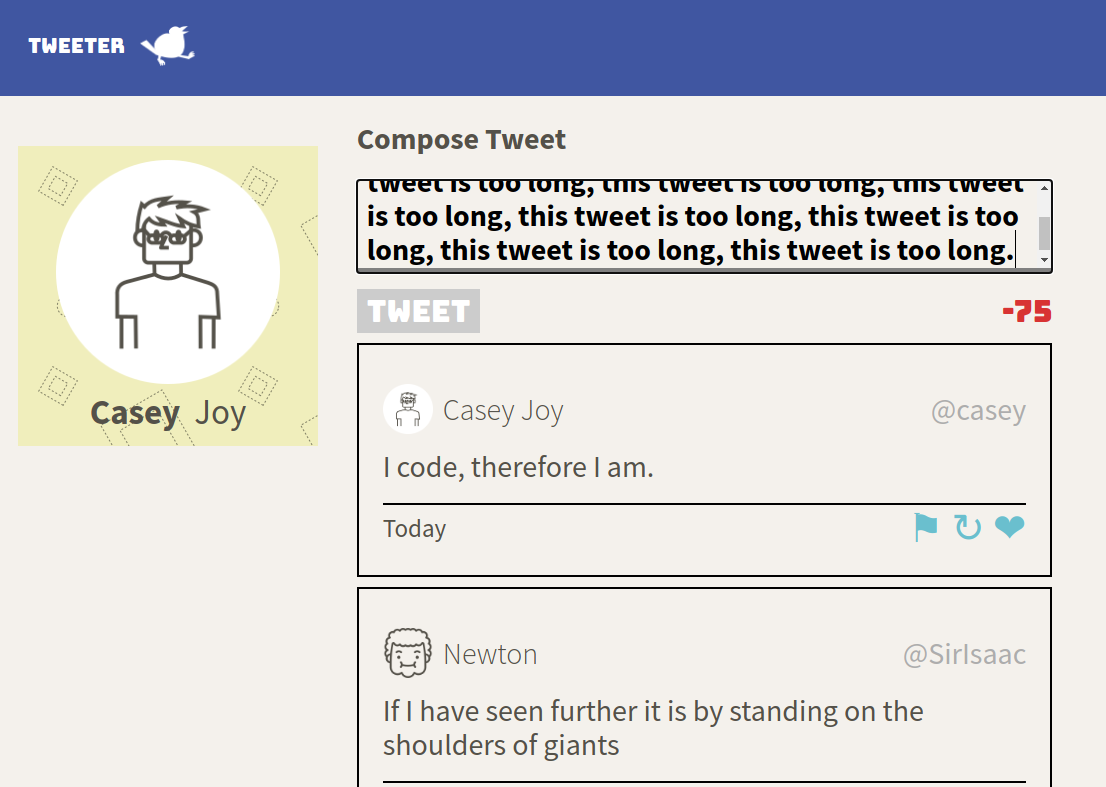 TWEETER
Compose Tweet
tweet is too long, this tweet is too long, this tweet
is too long, this tweet is too long, this tweet is too
long, this tweet is too long, this tweet is too long.
TWEET
-75
Casey Joy
Casey Joy
@casey
I code, therefore I am.
Today
Newton
@SirIsaac
If I have seen further it is by standing on the
shoulders of giants